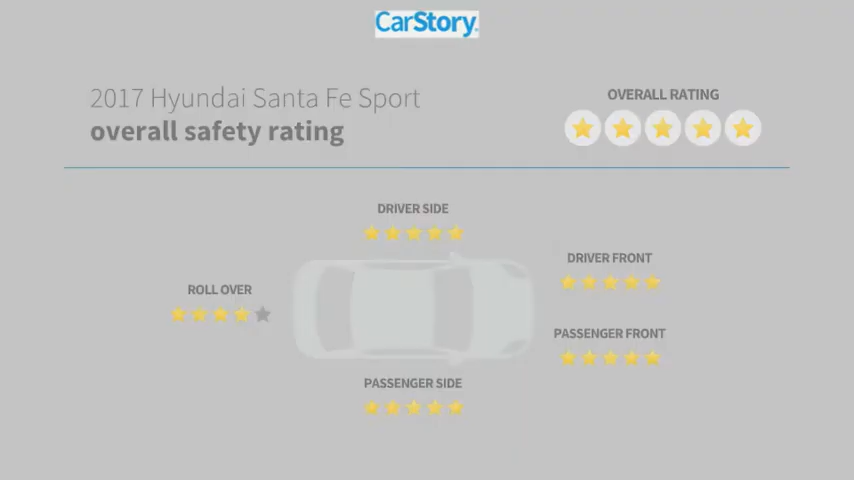 CarStory.
2017 Hyundai Santa Fe Sport
overall safety rating
OVERALL RATING
DRIVER SIDE
DRIVER FRONT
ROLL OVER
PASSENGER FRONT
PASSENGER SIDE